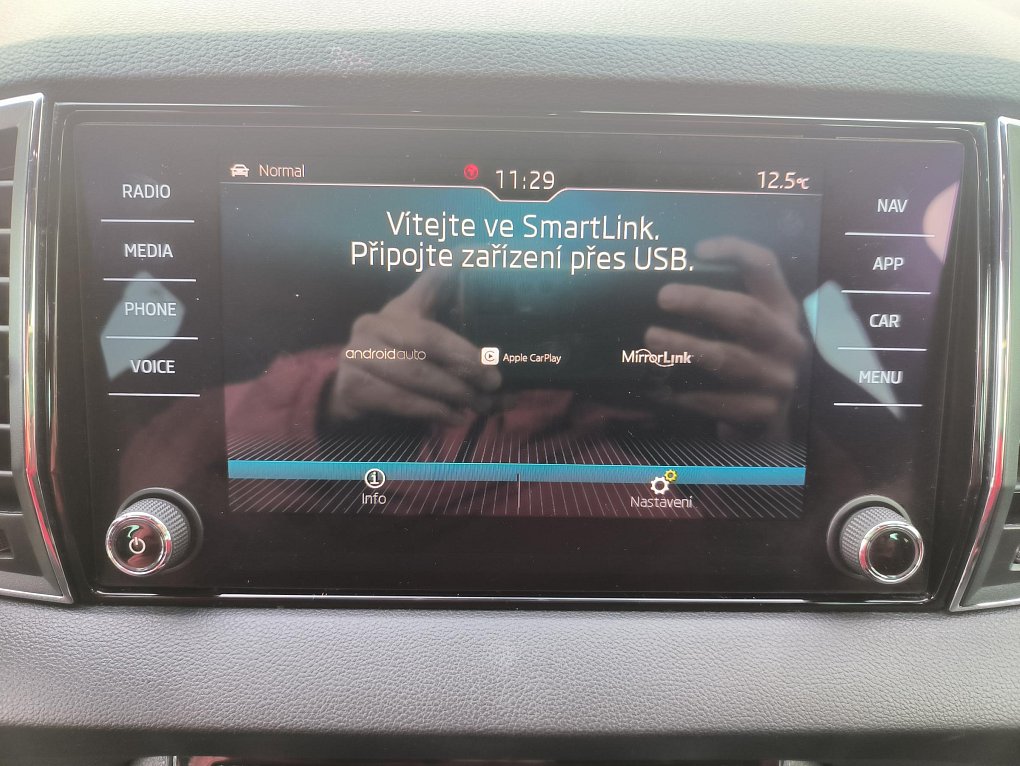 Normal
11:29
12.5°C
RADIO
MEDIA
PHONE
VOICE
Vítejte ve SmartLink.
Připojte zařízení přes USB.
androidauto
Apple CarPlay
MirrorLink
Info
Nastavení
NAV
APP
CAR
MENU